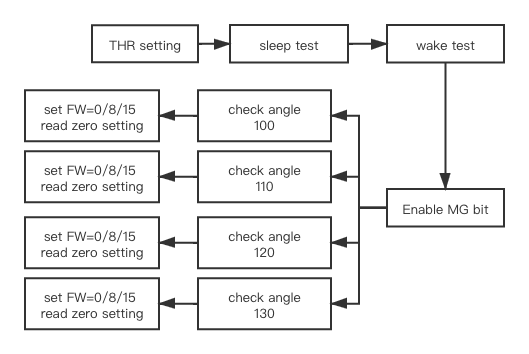 THR setting
sleep test
wake test
set FW=0/8/15
read zero setting
check angle
100
set FW=0/8/15
read zero setting
check angle
110
Enable MG bit
set FW=0/8/15
read zero setting
check angle
120
set FW=0/8/15
read zero setting
check angle
130